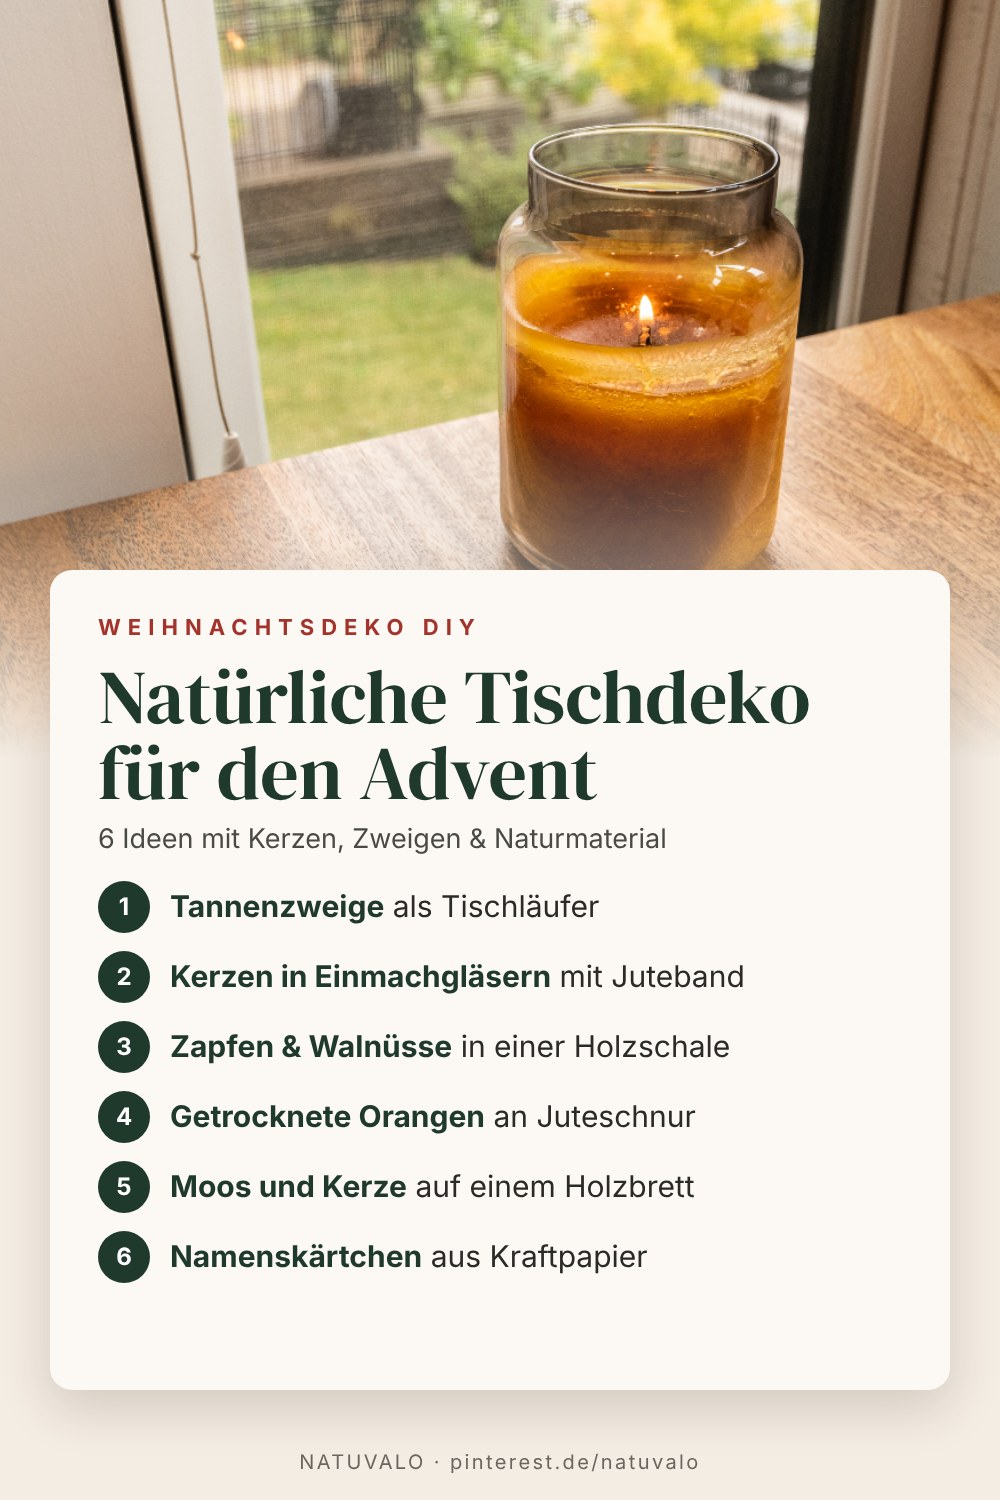 WEIHNACHTSDEKO DIY
Natürliche Tischdeko
für den Advent
6 Ideen mit Kerzen, Zweigen & Naturmaterial
1 Tannenzweige als Tischläufer
2 Kerzen in Einmachgläsern mit Juteband
3 Zapfen & Walnüsse in einer Holzschale
4 Getrocknete Orangen an Juteschnur
5 Moos und Kerze auf einem Holzbrett
6 Namenskärtchen aus Kraftpapier
NATUVALO · pinterest.de/natuvalo